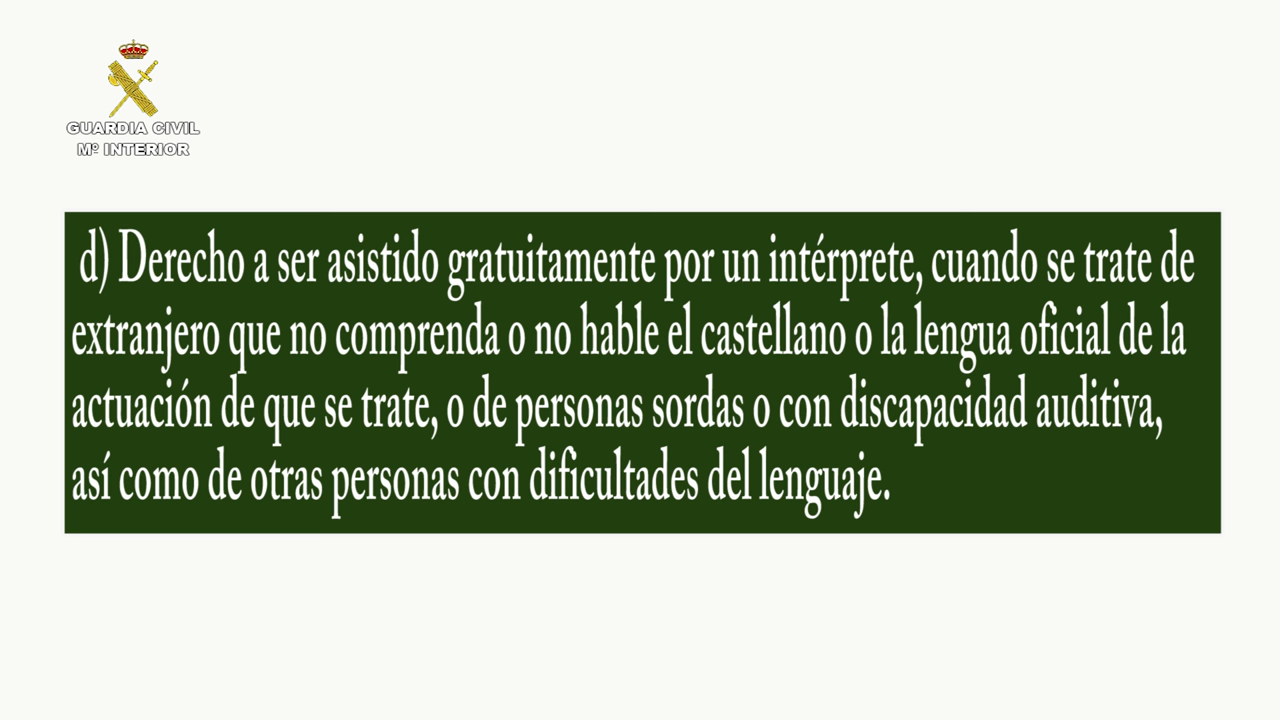 GUARDIA CIVIL
Mº INTERIOR
d) Derecho a ser asistido gratuitamente por un intérprete, cuando se trate de
extranjero que no comprenda o no hable el castellano o la lengua oficial de la
actuación de que se trate, o de personas sordas o con discapacidad auditiva,
así como de otras personas con dificultades del lenguaje.